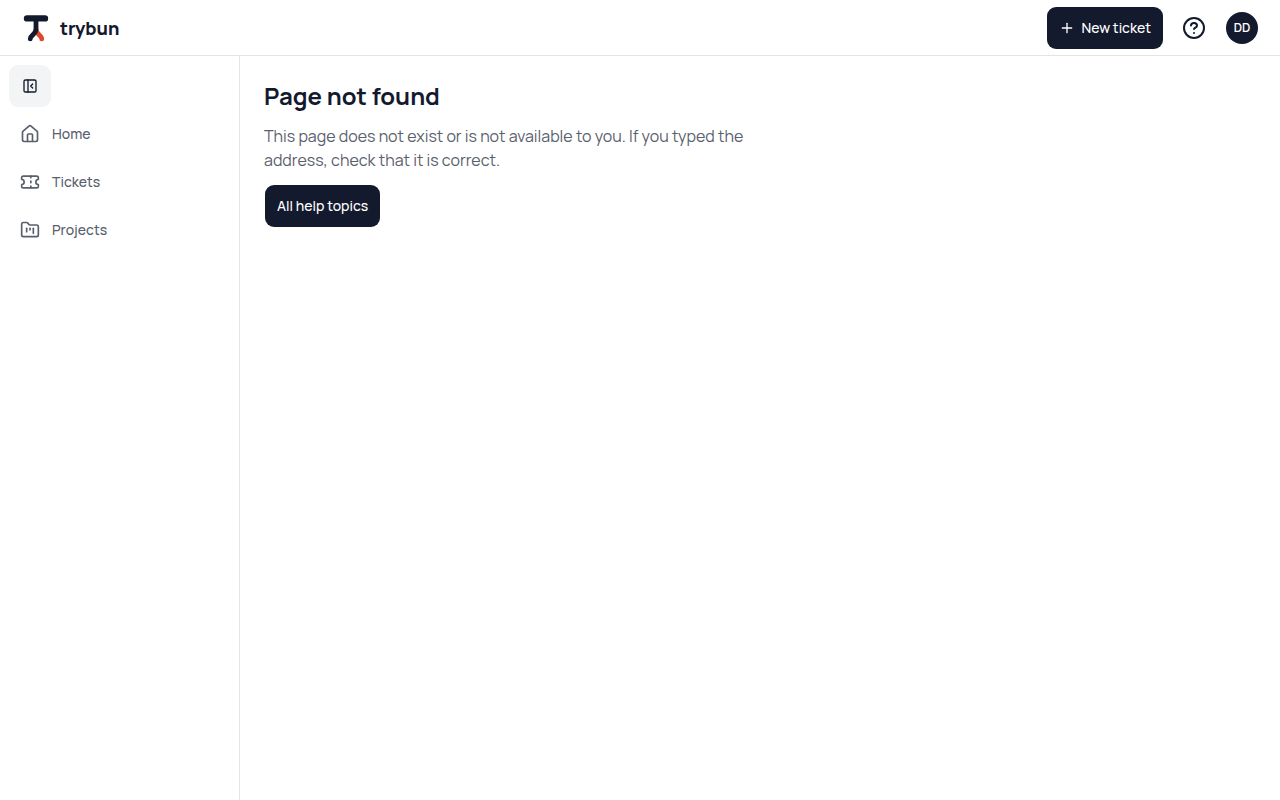 trybun
New ticket
DD
Home
Tickets
Projects
Page not found
This page does not exist or is not available to you. If you typed the
address, check that it is correct.
All help topics